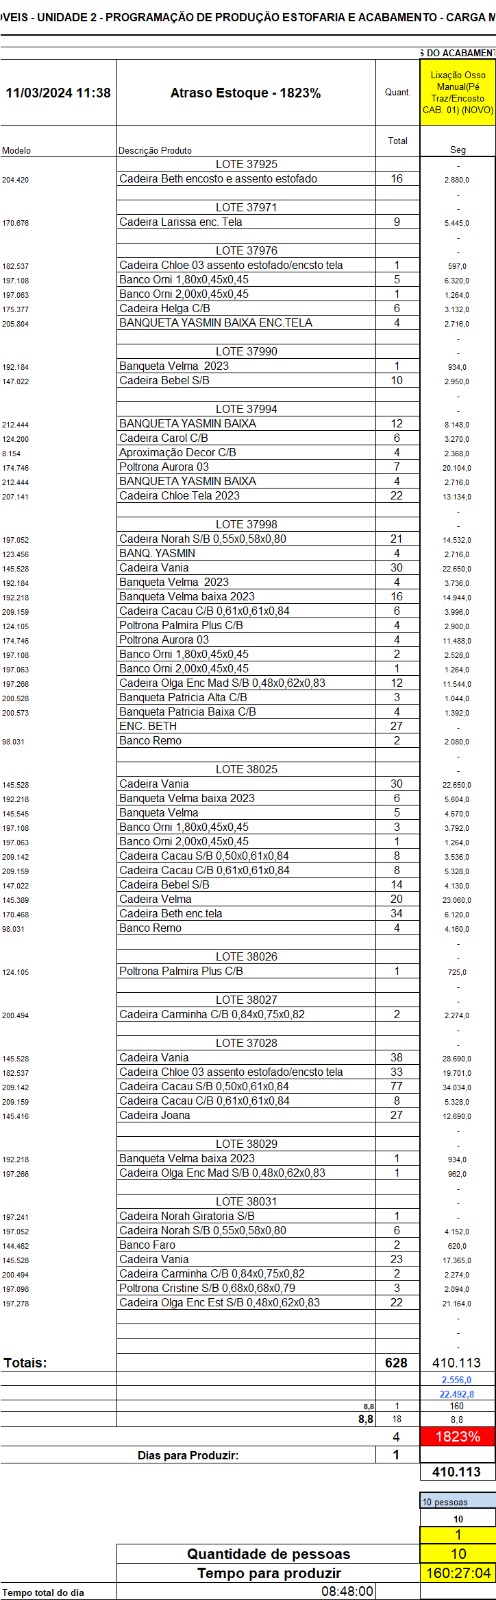 OVEIS - UNIDADE 2 - PROGRAMAÇÃO DE PRODUÇÃO ESTOFARIA E ACABAMENTO - CARGA M
S DO ACABAMENT
11/03/2024 11:38 Atraso Estoque - 1823% Quant. Lixação Osso Manual(Pé Traz/Encosto CAB. 01) (NOVO)
Total
Modelo Descrição Produto Seg
LOTE 37925 -
204.420 Cadeira Beth encosto e assento estofado 16 2.880,0
-
LOTE 37971 -
170.676 Cadeira Larissa enc. Tela 9 5.445,0
-
LOTE 37976 -
182.537 Cadeira Chloe 03 assento estofado/encsto tela 1 597,0
197.108 Banco Orni 1,80x0,45x0,45 5 6.320,0
197.063 Banco Orni 2,00x0,45x0,45 1 1.264,0
175.377 Cadeira Helga C/B 6 3.132,0
205.804 BANQUETA YASMIN BAIXA ENC.TELA 4 2.716,0
-
LOTE 37990 -
192.184 Banqueta Velma 2023 1 934,0
147.022 Cadeira Bebel S/B 10 2.950,0
-
LOTE 37994 -
212.444 BANQUETA YASMIN BAIXA 12 8.148,0
124.200 Cadeira Carol C/B 6 3.270,0
8.154 Aproximação Decor C/B 4 2.368,0
174.746 Poltrona Aurora 03 7 20.104,0
212.444 BANQUETA YASMIN BAIXA 4 2.716,0
207.141 Cadeira Chloe Tela 2023 22 13.134,0
-
LOTE 37998 -
197.052 Cadeira Norah S/B 0,55x0,58x0,80 21 14.532,0
123.456 BANQ. YASMIN 4 2.716,0
145.528 Cadeira Vania 30 22.650,0
192.184 Banqueta Velma 2023 4 3.736,0
192.218 Banqueta Velma baixa 2023 16 14.944,0
209.159 Cadeira Cacau C/B 0,61x0,61x0,84 6 3.996,0
124.105 Poltrona Palmira Plus C/B 4 2.900,0
174.746 Poltrona Aurora 03 4 11.488,0
197.108 Banco Orni 1,80x0,45x0,45 2 2.528,0
197.063 Banco Orni 2,00x0,45x0,45 1 1.264,0
197.266 Cadeira Olga Enc Mad S/B 0,48x0,62x0,83 12 11.544,0
200.528 Banqueta Patricia Alta C/B 3 1.044,0
200.573 Banqueta Patricia Baixa C/B 4 1.392,0
ENC. BETH 27 -
98.031 Banco Remo 2 2.080,0
-
LOTE 38025 -
145.528 Cadeira Vania 30 22.650,0
192.218 Banqueta Velma baixa 2023 6 5.604,0
145.545 Banqueta Velma 5 4.670,0
197.108 Banco Orni 1,80x0,45x0,45 3 3.792,0
197.063 Banco Orni 2,00x0,45x0,45 1 1.264,0
209.142 Cadeira Cacau S/B 0,50x0,61x0,84 8 3.536,0
209.159 Cadeira Cacau C/B 0,61x0,61x0,84 8 5.328,0
147.022 Cadeira Bebel S/B 14 4.130,0
145.389 Cadeira Velma 20 23.060,0
170.468 Cadeira Beth enc.tela 34 6.120,0
98.031 Banco Remo 4 4.160,0
-
LOTE 38026 -
124.105 Poltrona Palmira Plus C/B 1 725,0
-
LOTE 38027 -
200.494 Cadeira Carminha C/B 0,84x0,75x0,82 2 2.274,0
-
LOTE 37028 -
145.528 Cadeira Vania 38 28.690,0
182.537 Cadeira Chloe 03 assento estofado/encsto tela 33 19.701,0
209.142 Cadeira Cacau S/B 0,50x0,61x0,84 77 34.034,0
209.159 Cadeira Cacau C/B 0,61x0,61x0,84 8 5.328,0
145.416 Cadeira Joana 27 12.690,0
-
LOTE 38029 -
192.218 Banqueta Velma baixa 2023 1 934,0
197.266 Cadeira Olga Enc Mad S/B 0,48x0,62x0,83 1 962,0
-
LOTE 38031 -
197.241 Cadeira Norah Giratoria S/B 1 -
197.052 Cadeira Norah S/B 0,55x0,58x0,80 6 4.152,0
144.462 Banco Faro 2 620,0
145.528 Cadeira Vania 23 17.365,0
200.494 Cadeira Carminha C/B 0,84x0,75x0,82 2 2.274,0
197.098 Poltrona Cristine S/B 0,68x0,68x0,79 3 2.094,0
197.278 Cadeira Olga Enc Est S/B 0,48x0,62x0,83 22 21.164,0
-
-
-
Totais: 628 410.113
2.556,0
22.492,8
8,8 1 160
8,8 18 8,8
4 1823%
Dias para Produzir: 1
410.113
10 pessoas
10
1
Quantidade de pessoas 10
Tempo para produzir 160:27:04
Tempo total do dia 08:48:00